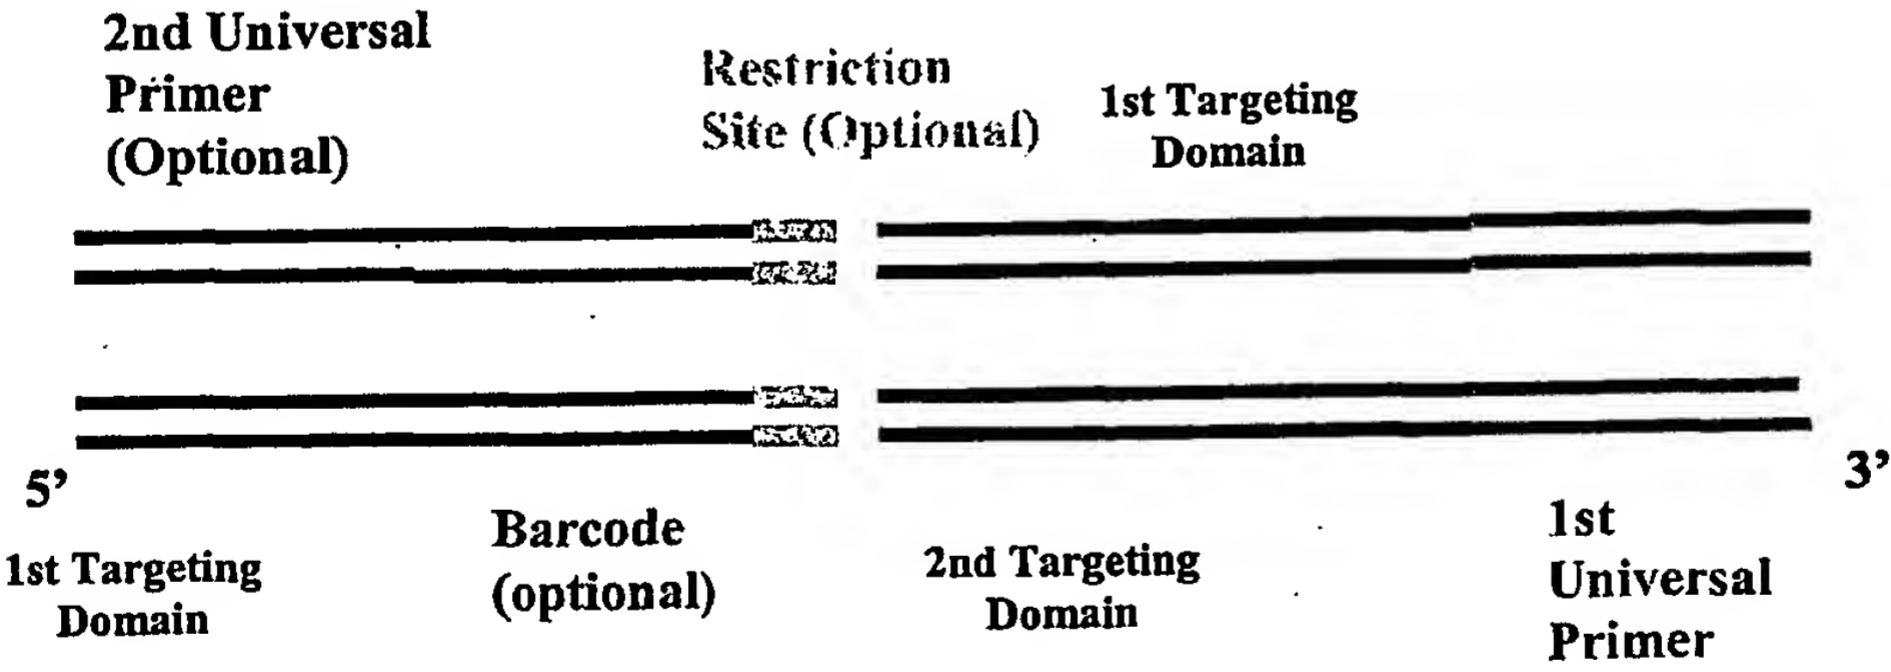 2nd Universal
Primer
(Optional)
Restriction
Site (Optional)
1st Targeting
Domain
5’
3’
1st Targeting
Domain
Barcode
(optional)
2nd Targeting
Domain
1st
Universal
Primer